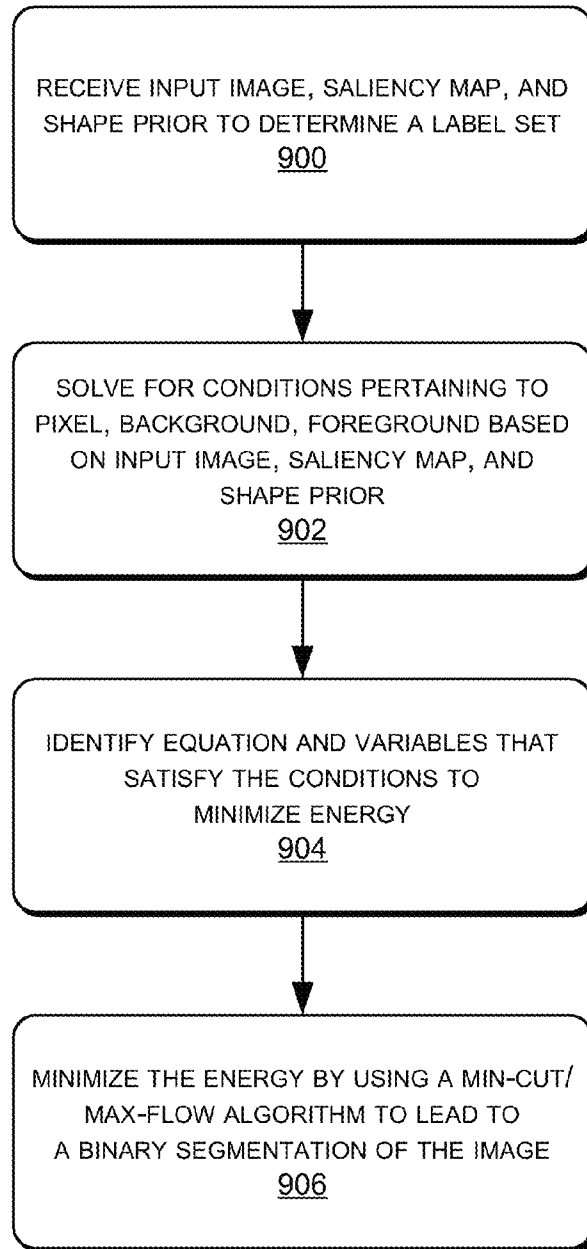 RECEIVE INPUT IMAGE, SALIENCY MAP, AND
SHAPE PRIOR TO DETERMINE A LABEL SET
900
SOLVE FOR CONDITIONS PERTAINING TO
PIXEL, BACKGROUND, FOREGROUND BASED
ON INPUT IMAGE, SALIENCY MAP, AND
SHAPE PRIOR
902
IDENTIFY EQUATION AND VARIABLES THAT
SATISFY THE CONDITIONS TO
MINIMIZE ENERGY
904
MINIMIZE THE ENERGY BY USING A MIN-CUT/
MAX-FLOW ALGORITHM TO LEAD TO
A BINARY SEGMENTATION OF THE IMAGE
906